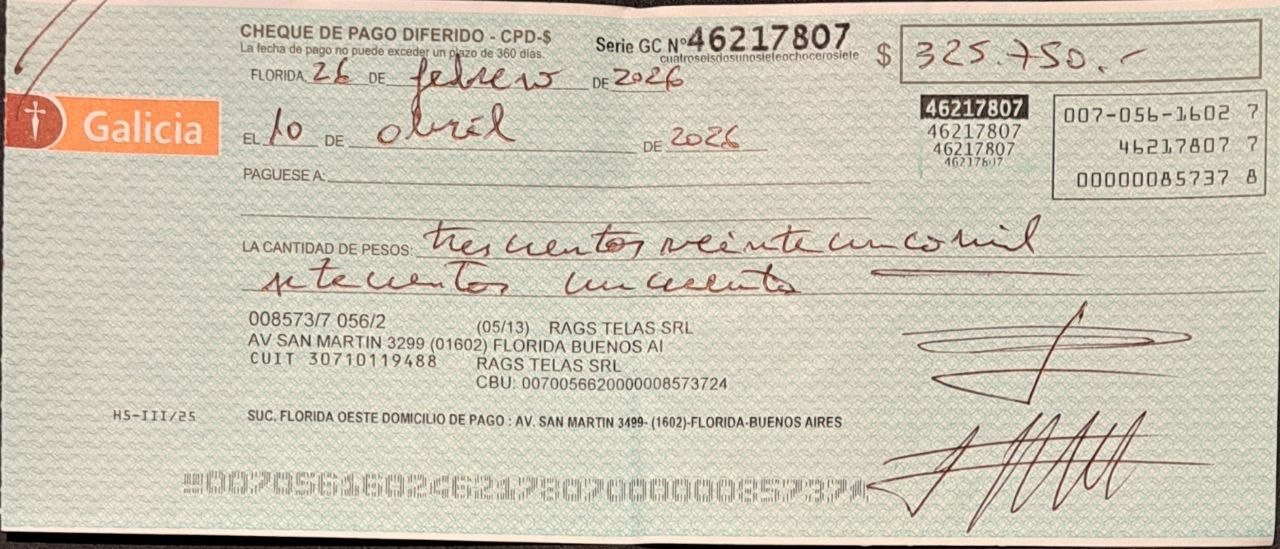 CHEQUE DE PAGO DIFERIDO - CPD-$
La fecha de pago no puede exceder un plazo de 360 días.
Serie GC Nº 46217807
cuatroseisdosunosieteochocerosiete
$ 325.750.-
FLORIDA, 26 DE febrero DE 2026
Galicia
EL 10 DE abril DE 2026
46217807
46217807
46217807
46217807
007-056-1602 7
46217807 7
00000085737 8
PAGUESE A:
LA CANTIDAD DE PESOS: trescientos veinte cinco mil
setecientos cincuenta
008573/7 056/2 (05/13) RAGS TELAS SRL
AV SAN MARTIN 3299 (01602) FLORIDA BUENOS AI
CUIT 30710119488 RAGS TELAS SRL
CBU: 0070056620000008573724
HS-III/25
SUC. FLORIDA OESTE DOMICILIO DE PAGO : AV. SAN MARTIN 3499- (1602)-FLORIDA-BUENOS AIRES